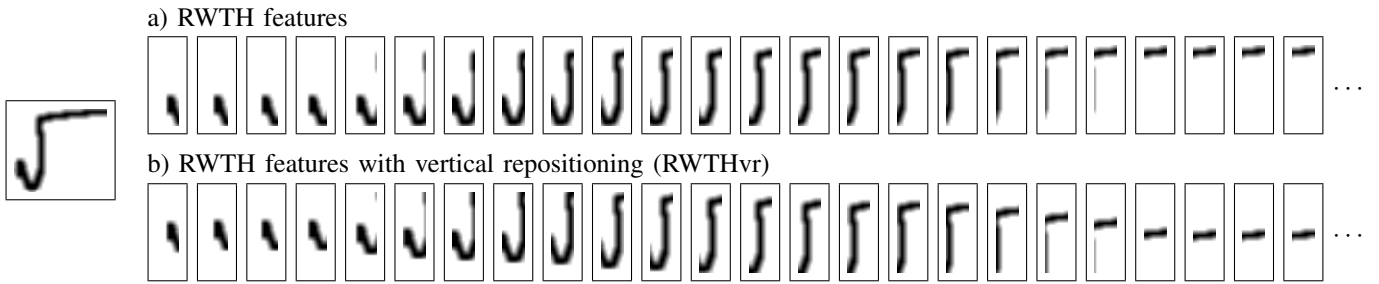 a) RWTH features
. . .
b) RWTH features with vertical repositioning (RWTHvr)
. . .